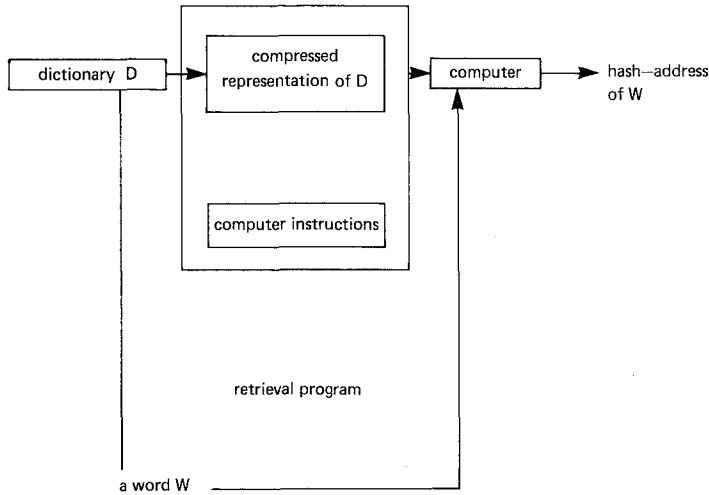 compressed
representation of D
dictionary D
computer
hash—address
of W
computer instructions
retrieval program
a word W